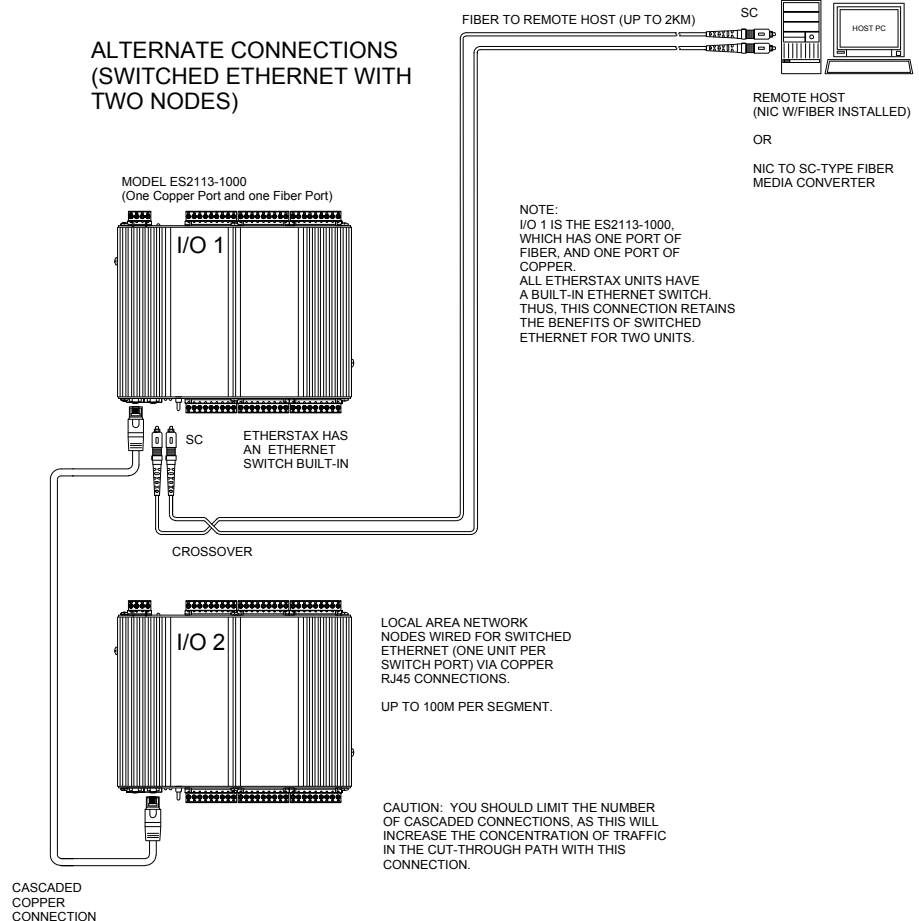 ALTERNATE CONNECTIONS
(SWITCHED ETHERNET WITH
TWO NODES)
FIBER TO REMOTE HOST (UP TO 2KM)
SC
HOST PC
REMOTE HOST
(NIC W/FIBER INSTALLED)
OR
NIC TO SC-TYPE FIBER
MEDIA CONVERTER
MODEL ES2113-1000
(One Copper Port and one Fiber Port)
I/O 1
NOTE:
I/O 1 IS THE ES2113-1000,
WHICH HAS ONE PORT OF
FIBER, AND ONE PORT OF
COPPER.
ALL ETHERSTAX UNITS HAVE
A BUILT-IN ETHERNET SWITCH.
THUS, THIS CONNECTION RETAINS
THE BENEFITS OF SWITCHED
ETHERNET FOR TWO UNITS.
SC
ETHERSTAX HAS
AN ETHERNET
SWITCH BUILT-IN
CROSSOVER
I/O 2
LOCAL AREA NETWORK
NODES WIRED FOR SWITCHED
ETHERNET (ONE UNIT PER
SWITCH PORT) VIA COPPER
RJ45 CONNECTIONS.
UP TO 100M PER SEGMENT.
CAUTION: YOU SHOULD LIMIT THE NUMBER
OF CASCADED CONNECTIONS, AS THIS WILL
INCREASE THE CONCENTRATION OF TRAFFIC
IN THE CUT-THROUGH PATH WITH THIS
CONNECTION.
CASCADED
COPPER
CONNECTION